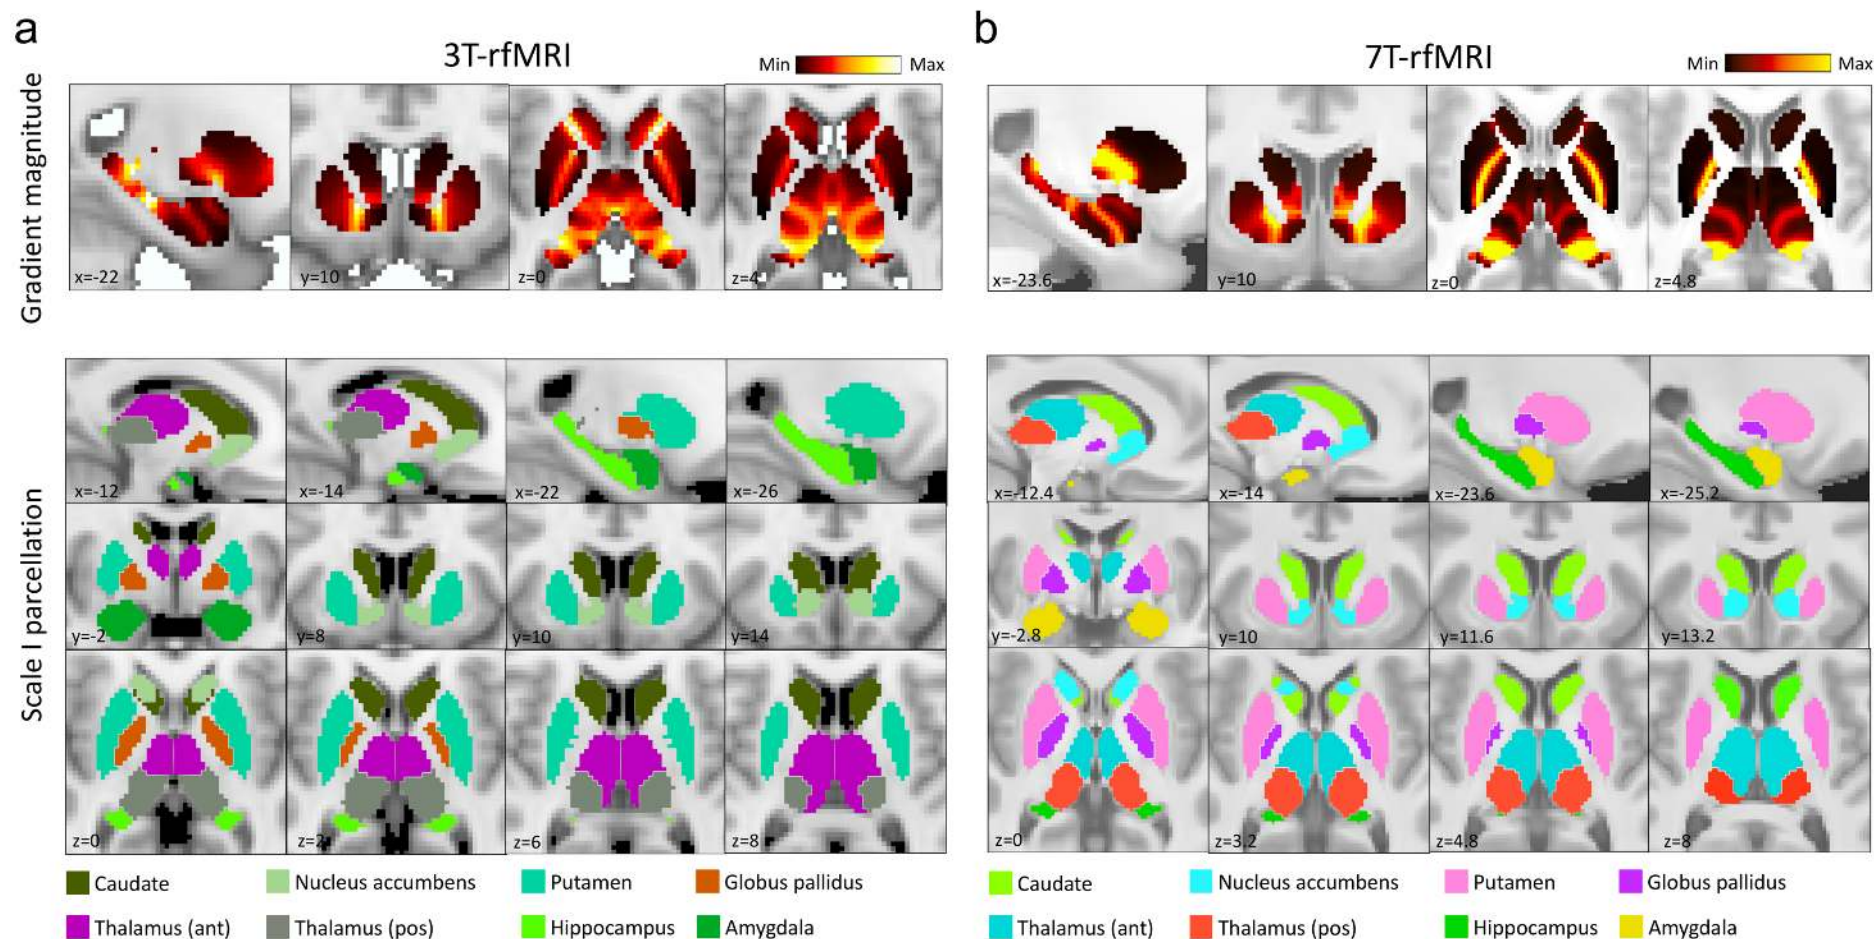 a
3T-rfMRI
Min Max
Gradient magnitude
x=-22 y=10 z=0 z=4
Scale I parcellation
x=-12 x=-14 x=-22 x=-26
y=-2 y=8 y=10 y=14
z=0 z=2 z=6 z=8
Caudate Nucleus accumbens Putamen Globus pallidus
Thalamus (ant) Thalamus (pos) Hippocampus Amygdala
b
7T-rfMRI
Min Max
x=-23.6 y=10 z=0 z=4.8
x=-12.4 x=-14 x=-23.6 x=-25.2
y=-2.8 y=10 y=11.6 y=13.2
z=0 z=3.2 z=4.8 z=8
Caudate Nucleus accumbens Putamen Globus pallidus
Thalamus (ant) Thalamus (pos) Hippocampus Amygdala